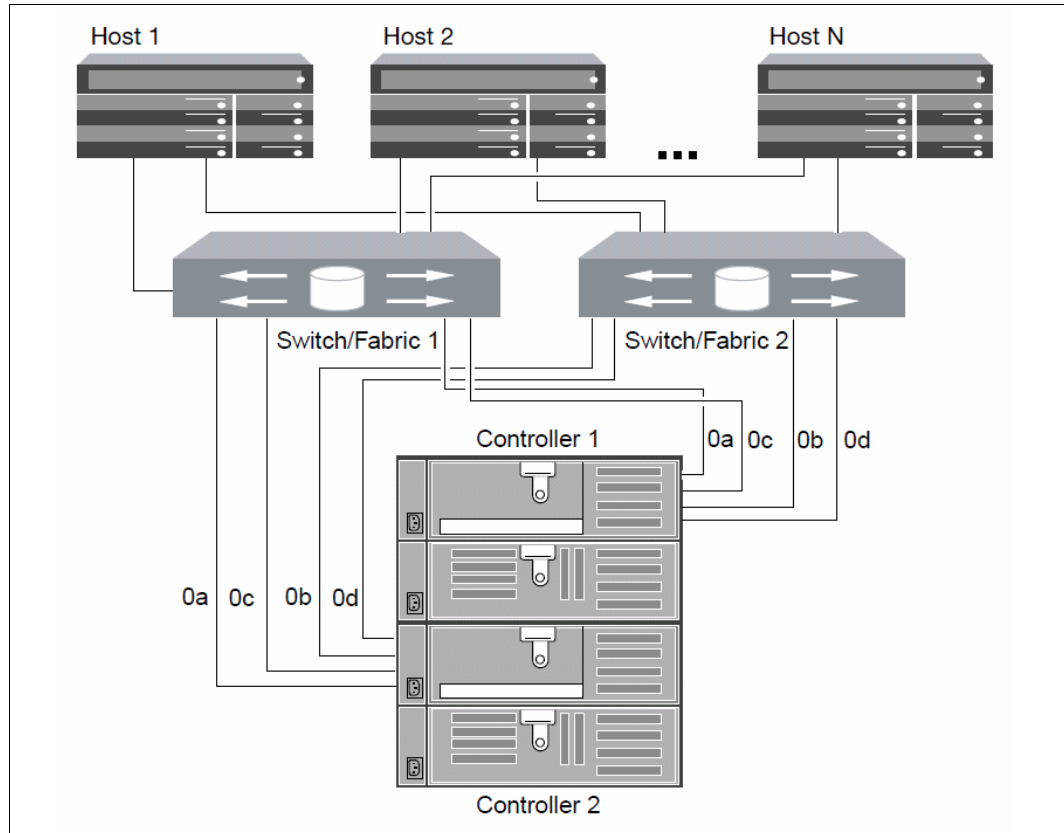 Host 1
Host 2
Host N
...
Switch/Fabric 1
Switch/Fabric 2
Controller 1
0a
0c
0b
0d
0a
0c
0b
0d
Controller 2